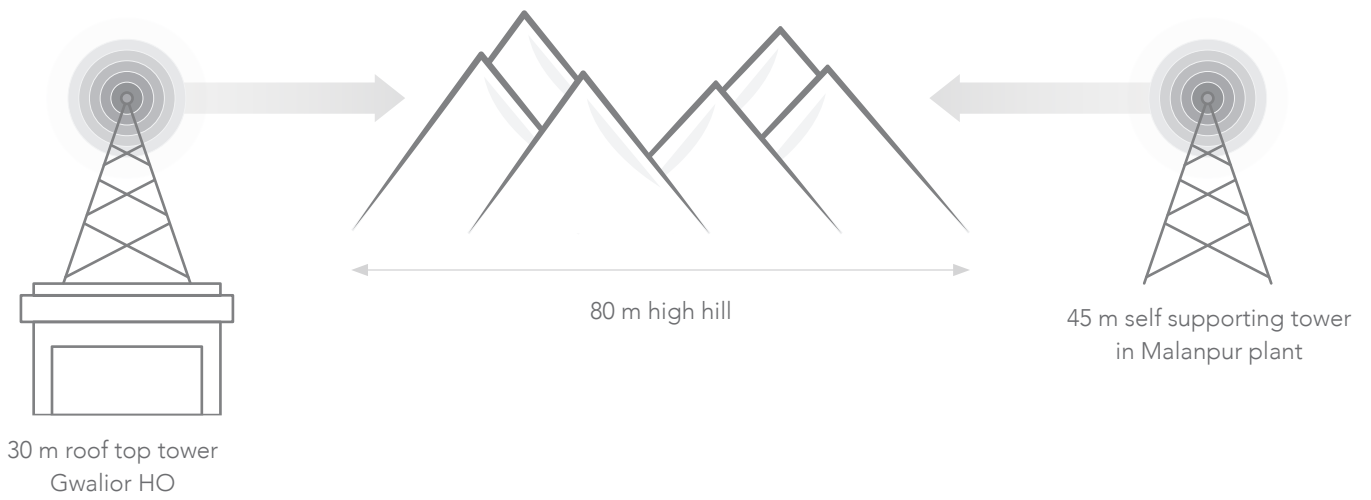 80 m high hill
45 m self supporting tower
in Malanpur plant
30 m roof top tower
Gwalior HO